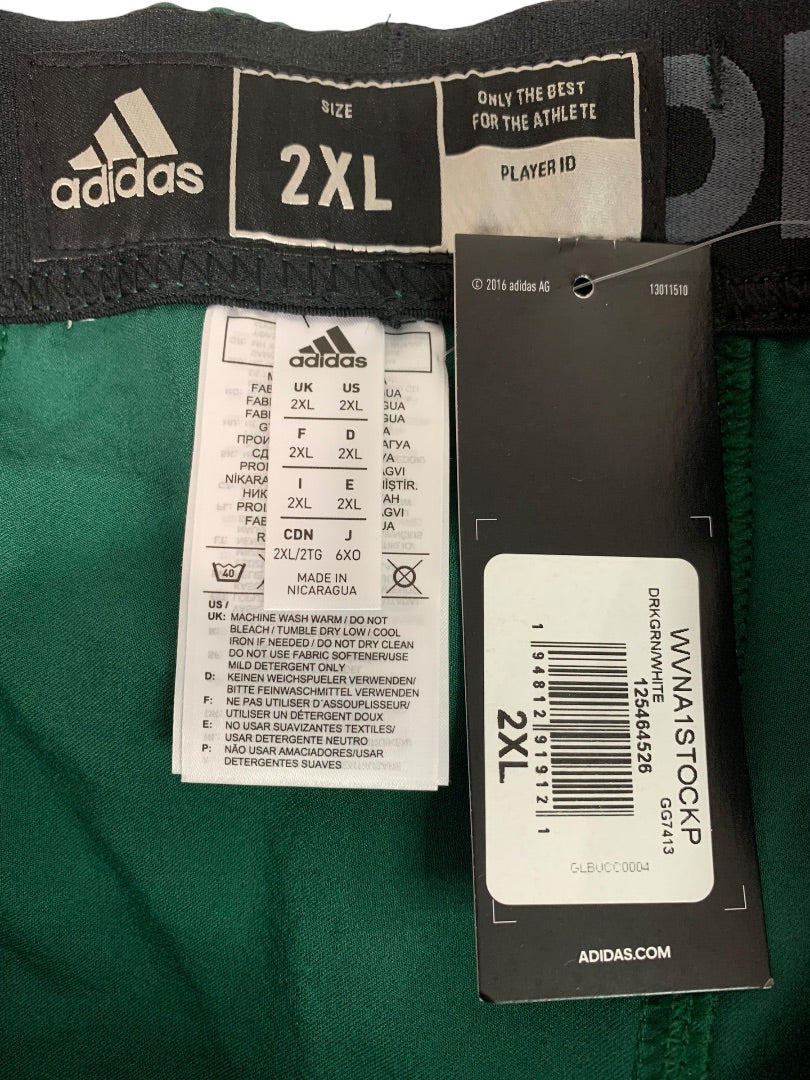 adidas
SIZE
2XL
ONLY THE BEST
FOR THE ATHLETE
PLAYER ID
© 2016 adidas AG
13011510
adidas
UK US
2XL 2XL
F D
2XL 2XL
I E
2XL 2XL
CDN J
2XL/2TG 6XO
MADE IN
NICARAGUA
40
US /
UK: MACHINE WASH WARM / DO NOT
BLEACH / TUMBLE DRY LOW / COOL
IRON IF NEEDED / DO NOT DRY CLEAN
DO NOT USE FABRIC SOFTENER/USE
MILD DETERGENT ONLY
D: KEINEN WEICHSPUELER VERWENDEN/
BITTE FEINWASCHMITTEL VERWENDEN
F: NE PAS UTILISER D'ASSOUPLISSEUR/
UTILISER UN DÉTERGENT DOUX
E: NO USAR SUAVIZANTES TEXTILES/
USAR DETERGENTE NEUTRO
P: NÃO USAR AMACIADORES/USAR
DETERGENTES SUAVES
WVNA1STOCKP
DRKGRN/WHITE
125464526
GG7413
1 94812 91912 1
2XL
GLBUCC0004
ADIDAS.COM